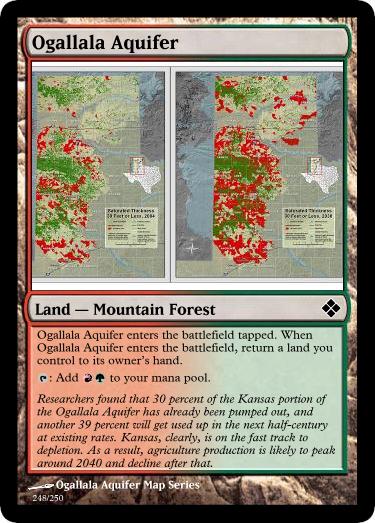 Ogallala Aquifer
Saturated Thickness
30 Feet or Less, 2004
Saturated Thickness
30 Feet or Less, 2030
Land — Mountain Forest
Ogallala Aquifer enters the battlefield tapped. When
Ogallala Aquifer enters the battlefield, return a land you
control to its owner's hand.
: Add to your mana pool.
Researchers found that 30 percent of the Kansas portion of
the Ogallala Aquifer has already been pumped out, and
another 39 percent will get used up in the next half-century
at existing rates. Kansas, clearly, is on the fast track to
depletion. As a result, agriculture production is likely to peak
around 2040 and decline after that.
Ogallala Aquifer Map Series
248/250